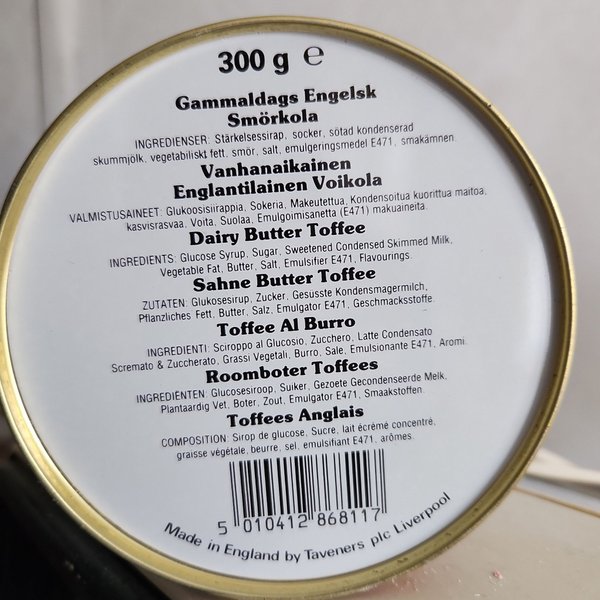 300 g ℮
Gammaldags Engelsk
Smörkola
INGREDIENSER: Stärkelsessirap, socker, sötad kondenserad
skummjölk, vegetabiliskt fett, smör, salt, emulgeringsmedel E471, smakämnen.
Vanhanaikainen
Englantilainen Voikola
VALMISTUSAINEET: Glukoosisiirappia, Sokeria, Makeutettua, Kondensoitua kuorittua maitoa,
kasvisrasvaa, Voita, Suolaa, Emulgoimisanetta (E471) makuaineita.
Dairy Butter Toffee
INGREDIENTS: Glucose Syrup, Sugar, Sweetened Condensed Skimmed Milk,
Vegetable Fat, Butter, Salt, Emulsifier E471, Flavourings.
Sahne Butter Toffee
ZUTATEN: Glukosesirup, Zucker, Gesusste Kondensmagermilch,
Pflanzliches Fett, Butter, Salz, Emulgator E471, Geschmacksstoffe.
Toffee Al Burro
INGREDIENTI: Sciroppo al Glucosio, Zucchero, Latte Condensato
Scremato & Zuccherato, Grassi Vegetali, Burro, Sale, Emulsionante E471, Aromi.
Roomboter Toffees
INGREDIENTEN: Glucosesiroop, Suiker, Gezoete Gecondenseerde Melk,
Plantaardig Vet, Boter, Zout, Emulgator E471, Smaakstoffen.
Toffees Anglais
COMPOSITION: Sirop de glucose, Sucre, lait écrémé concentré,
graisse végétale, beurre, sel, emulsifiant E471, arômes.
5 010412 868117
Made in England by Taveners plc Liverpool